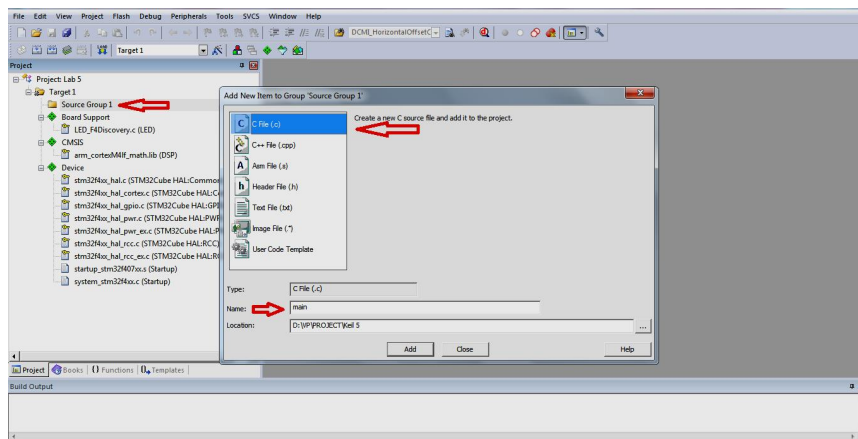 File Edit View Project Flash Debug Peripherals Tools SVCS Window Help
DCMI_HorizontalOffsetC
Target 1
Project
Project: Lab 5
Target 1
Source Group 1
Board Support
LED_F4Discovery.c (LED)
CMSIS
arm_cortexM4lf_math.lib (DSP)
Device
stm32f4xx_hal.c (STM32Cube HAL:Common
stm32f4xx_hal_cortex.c (STM32Cube HAL:Co
stm32f4xx_hal_gpio.c (STM32Cube HAL:GPI
stm32f4xx_hal_pwr.c (STM32Cube HAL:PWR
stm32f4xx_hal_pwr_ex.c (STM32Cube HAL:P
stm32f4xx_hal_rcc.c (STM32Cube HAL:RCC)
stm32f4xx_hal_rcc_ex.c (STM32Cube HAL:R
startup_stm32f407xx.s (Startup)
system_stm32f4xx.c (Startup)
Project Books {} Functions Templates
Add New Item to Group 'Source Group 1'
C File (.c)
C++ File (.cpp)
Asm File (.s)
Header File (.h)
Text File (.txt)
Image File (.*)
User Code Template
Create a new C source file and add it to the project.
Type: C File (.c)
Name: main
Location: D:\VP\PROJECT\Keil 5 ...
Add Close Help
Build Output